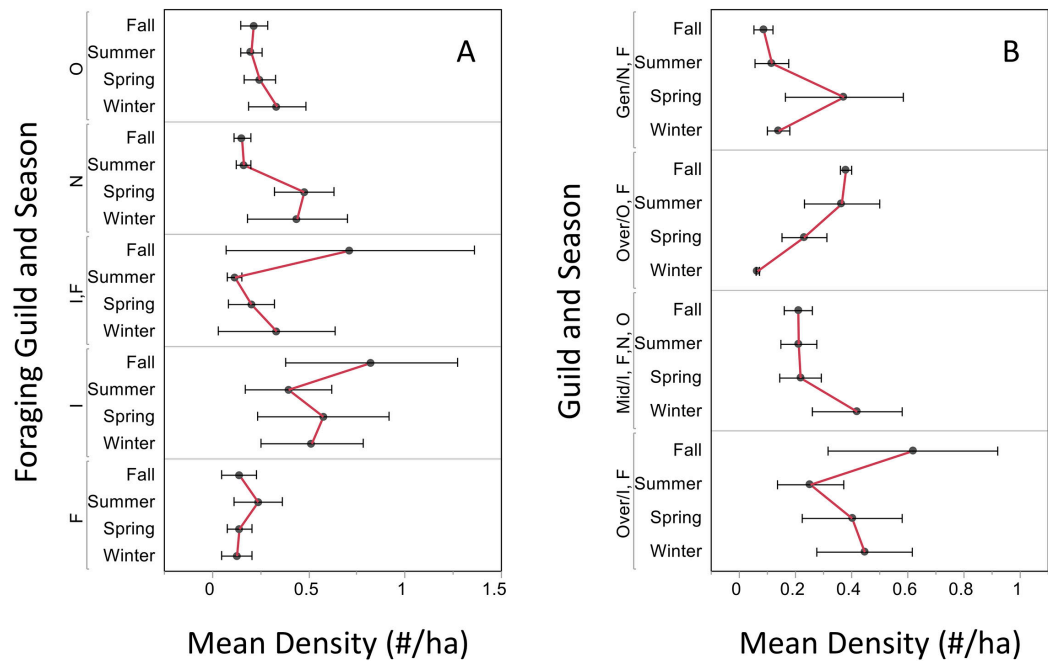 A
Foraging Guild and Season
O
Fall
Summer
Spring
Winter
N
Fall
Summer
Spring
Winter
I,F
Fall
Summer
Spring
Winter
I
Fall
Summer
Spring
Winter
F
Fall
Summer
Spring
Winter
0 0.5 1 1.5
Mean Density (#/ha)
B
Guild and Season
Gen/N, F
Fall
Summer
Spring
Winter
Over/O, F
Fall
Summer
Spring
Winter
Mid/I, F,N, O
Fall
Summer
Spring
Winter
Over/I, F
Fall
Summer
Spring
Winter
0 0.2 0.4 0.6 0.8 1
Mean Density (#/ha)